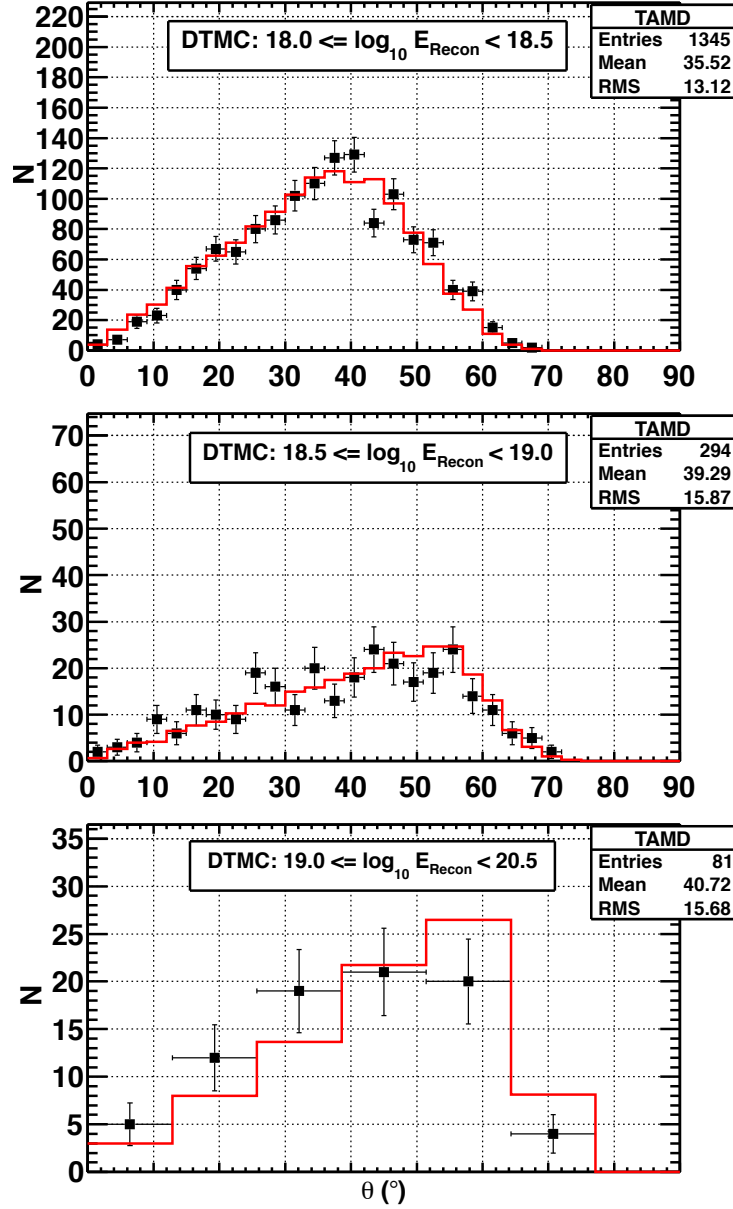 DTMC: 18.0 <= log10 ERecon < 18.5
TAMD
Entries 1345
Mean 35.52
RMS 13.12
N
220
200
180
160
140
120
100
80
60
40
20
0
0 10 20 30 40 50 60 70 80 90
DTMC: 18.5 <= log10 ERecon < 19.0
TAMD
Entries 294
Mean 39.29
RMS 15.87
N
70
60
50
40
30
20
10
0
0 10 20 30 40 50 60 70 80 90
DTMC: 19.0 <= log10 ERecon < 20.5
TAMD
Entries 81
Mean 40.72
RMS 15.68
N
35
30
25
20
15
10
5
0
θ (°)